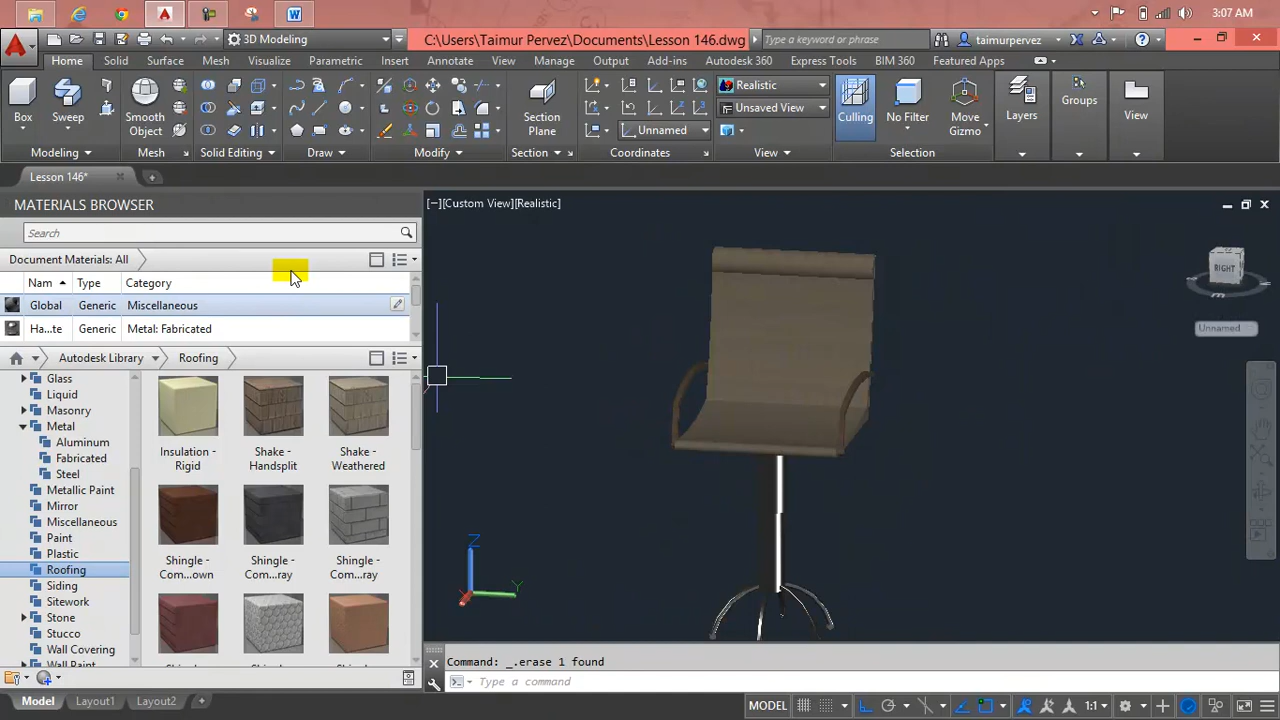 3:07 AM
3D Modeling
C:\Users\Taimur Pervez\Documents\Lesson 146.dwg
Type a keyword or phrase
taimurpervez
Home Solid Surface Mesh Visualize Parametric Insert Annotate View Manage Output Add-ins Autodesk 360 Express Tools BIM 360 Featured Apps
Box
Sweep
Smooth
Object
Section
Plane
Realistic
Unsaved View
Unnamed
Culling
No Filter
Move
Gizmo
Layers
Groups
View
Modeling
Mesh
Solid Editing
Draw
Modify
Section
Coordinates
View
Selection
Lesson 146*
MATERIALS BROWSER
[−][Custom View][Realistic]
Search
Document Materials: All
Nam Type Category
Global Generic Miscellaneous
Ha...te Generic Metal: Fabricated
Autodesk Library Roofing
Glass
Liquid
Masonry
Metal
Aluminum
Fabricated
Steel
Metallic Paint
Mirror
Miscellaneous
Paint
Plastic
Roofing
Siding
Sitework
Stone
Stucco
Wall Covering
Wall Paint
Insulation -
Rigid
Shake -
Handsplit
Shake -
Weathered
Shingle -
Com...own
Shingle -
Com...ray
Shingle -
Com...ray
RIGHT
Unnamed
Z
Y
X
Command: _.erase 1 found
Type a command
Model Layout1 Layout2
MODEL
1:1